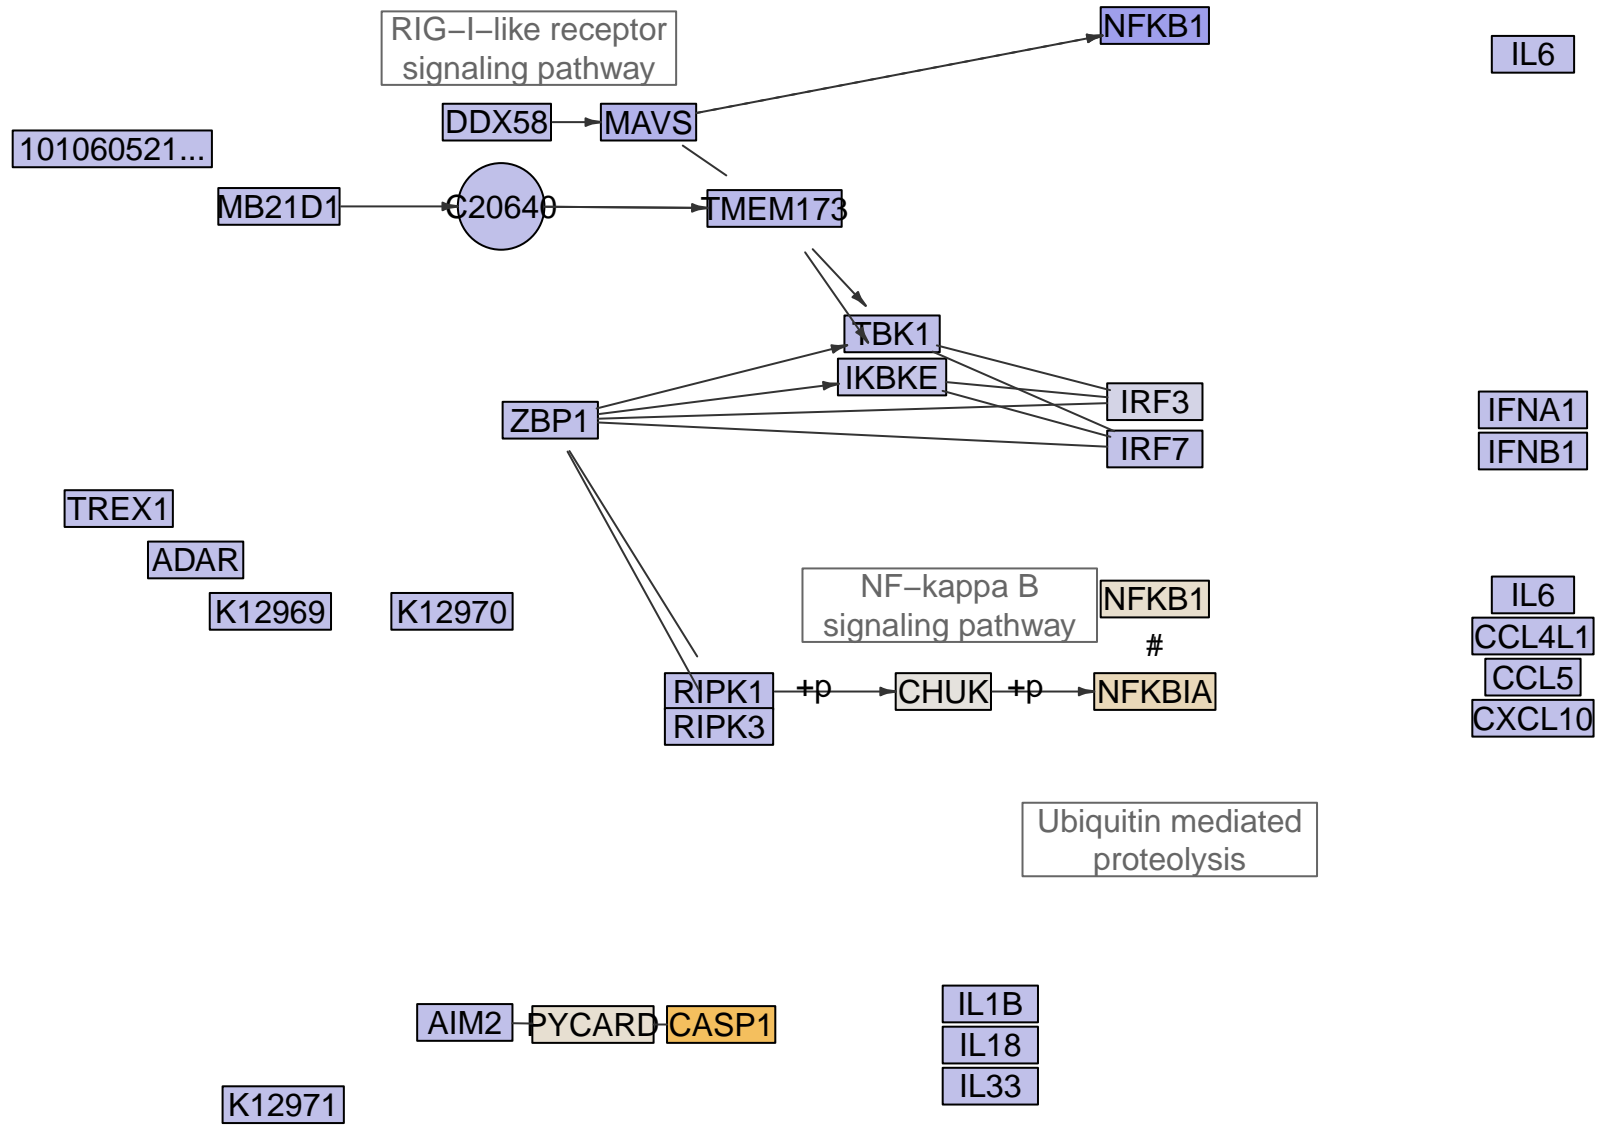 RIG−I−like receptor
signaling pathway
NFKB1
IL6
DDX58
MAVS
101060521...
MB21D1
C20640
TMEM173
TBK1
IKBKE
IRF3
IRF7
ZBP1
IFNA1
IFNB1
TREX1
ADAR
K12969
K12970
NF−kappa B
signaling pathway
NFKB1
#
IL6
CCL4L1
CCL5
CXCL10
RIPK1
+p
CHUK
+p
NFKBIA
RIPK3
Ubiquitin mediated
proteolysis
AIM2
PYCARD
CASP1
IL1B
IL18
IL33
K12971